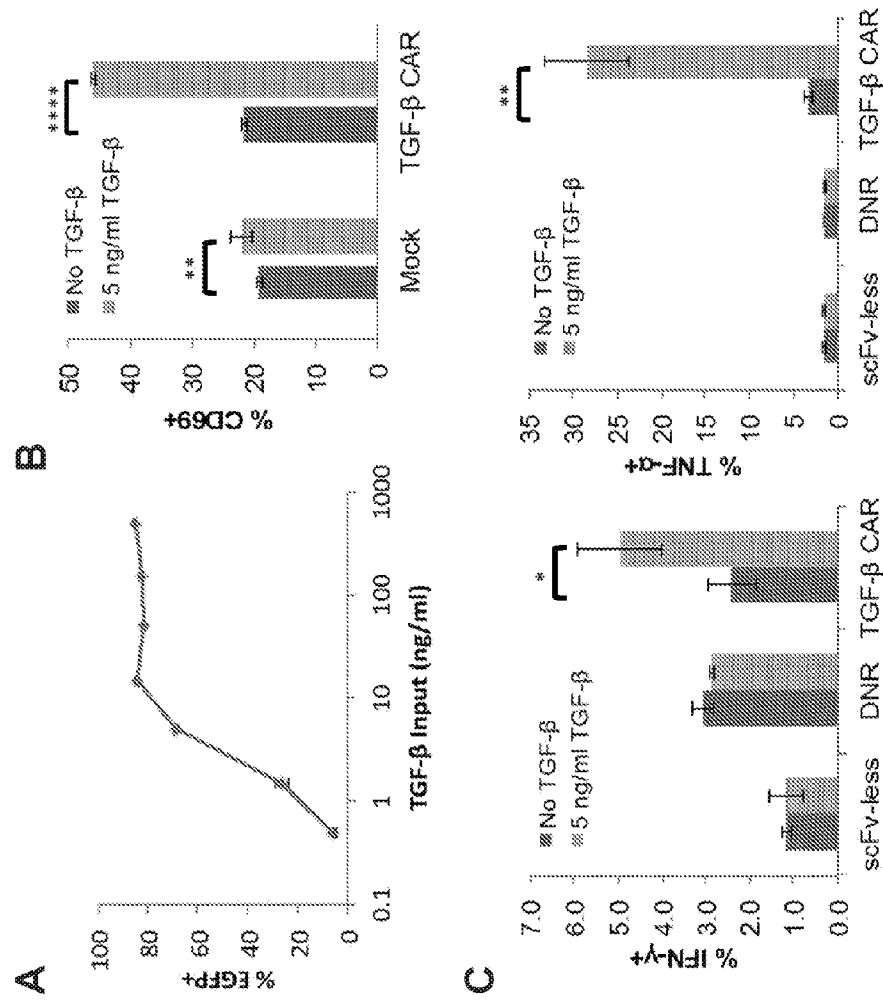 A
% EGFP+
100
80
60
40
20
0
0.1
1
10
100
1000
TGF-β Input (ng/ml)
B
% CD69+
50
40
30
20
10
0
No TGF-β
5 ng/ml TGF-β
**
****
Mock
TGF-β CAR
C
% IFN-γ+
7.0
6.0
5.0
4.0
3.0
2.0
1.0
0.0
No TGF-β
5 ng/ml TGF-β
*
scFv-less
DNR
TGF-β CAR
% TNF-α+
35
30
25
20
15
10
5
0
No TGF-β
5 ng/ml TGF-β
**
scFv-less
DNR
TGF-β CAR